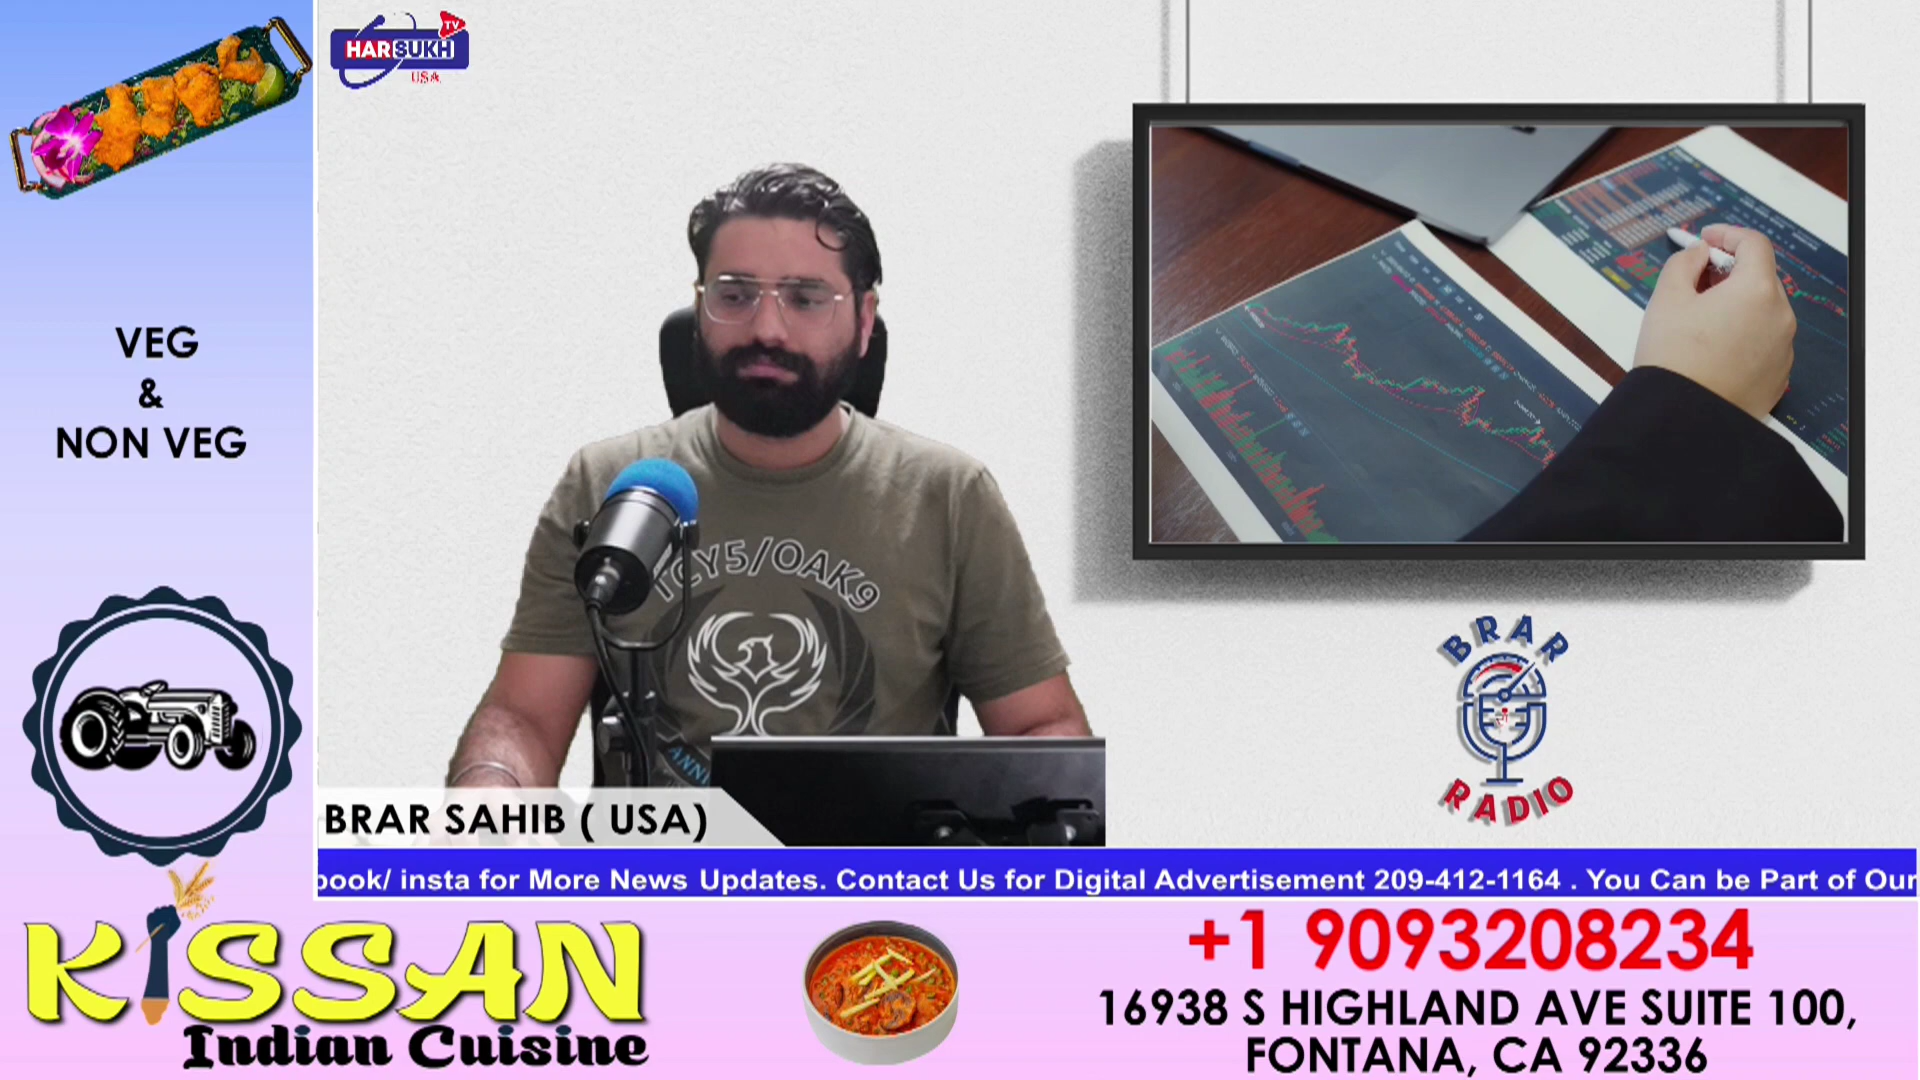 TV
HARSUKH
USA
VEG
&
NON VEG
TCY5/OAK9
ANNI
BRAR
RADIO
BRAR SAHIB ( USA)
book/ insta for More News Updates. Contact Us for Digital Advertisement 209-412-1164 . You Can be Part of Our
KISSAN
Indian Cuisine
+1 9093208234
16938 S HIGHLAND AVE SUITE 100,
FONTANA, CA 92336